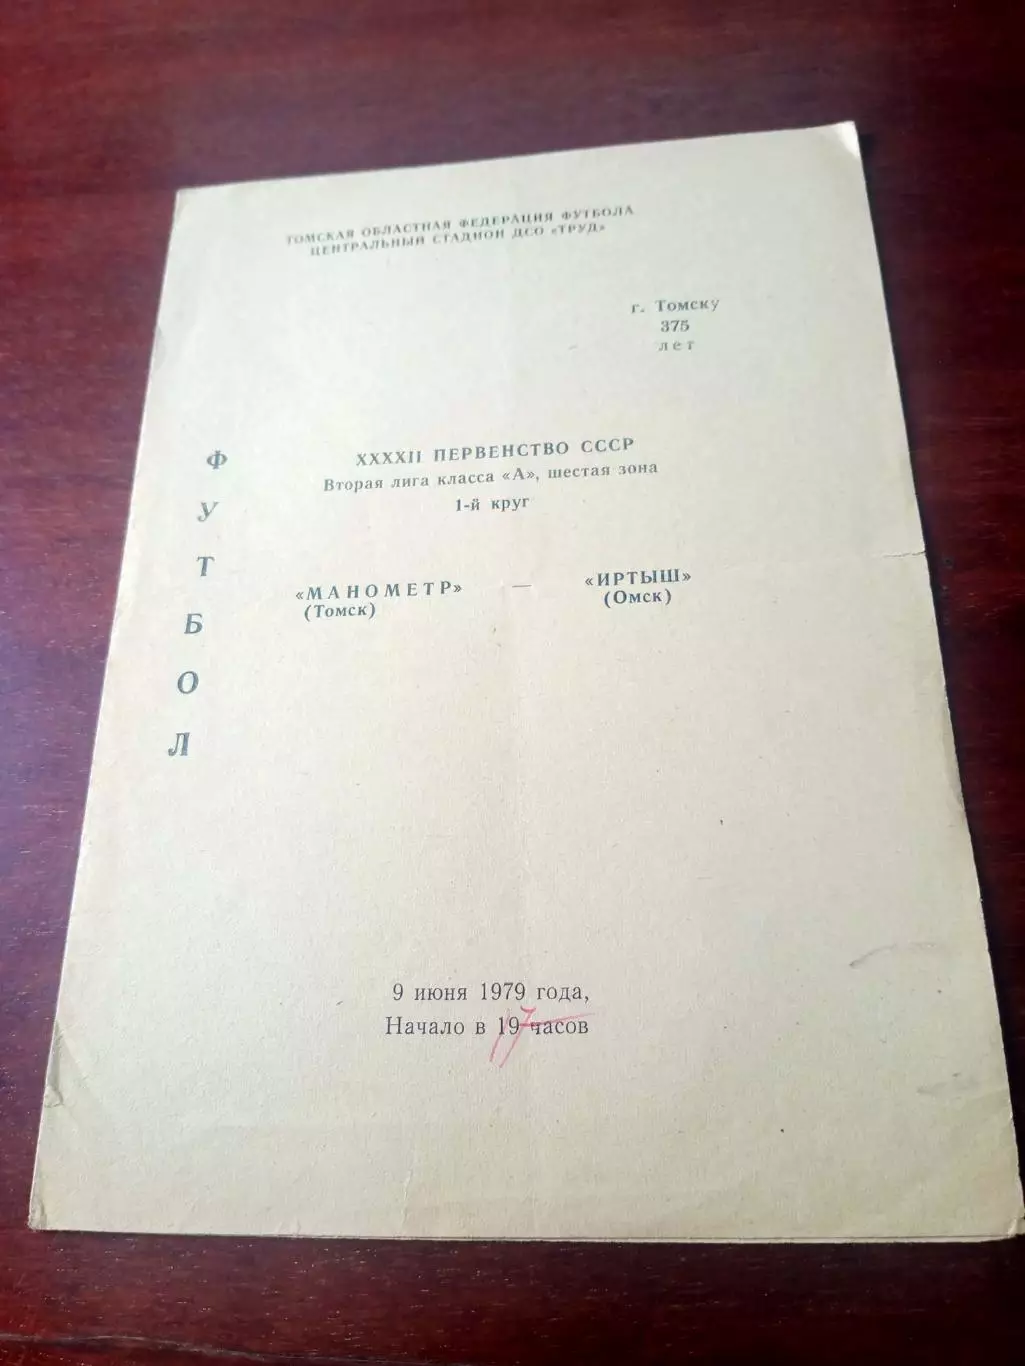 ТОМСКАЯ ОБЛАСТНАЯ ФЕДЕРАЦИЯ ФУТБОЛА
ЦЕНТРАЛЬНЫЙ СТАДИОН ДСО «ТРУД»
г. Томску
375
лет
ФУТБОЛ
XXXXII ПЕРВЕНСТВО СССР
Вторая лига класса «А», шестая зона
1-й круг
«МАНОМЕТР» — «ИРТЫШ»
(Томск) (Омск)
9 июня 1979 года,
Начало в 19 часов
17